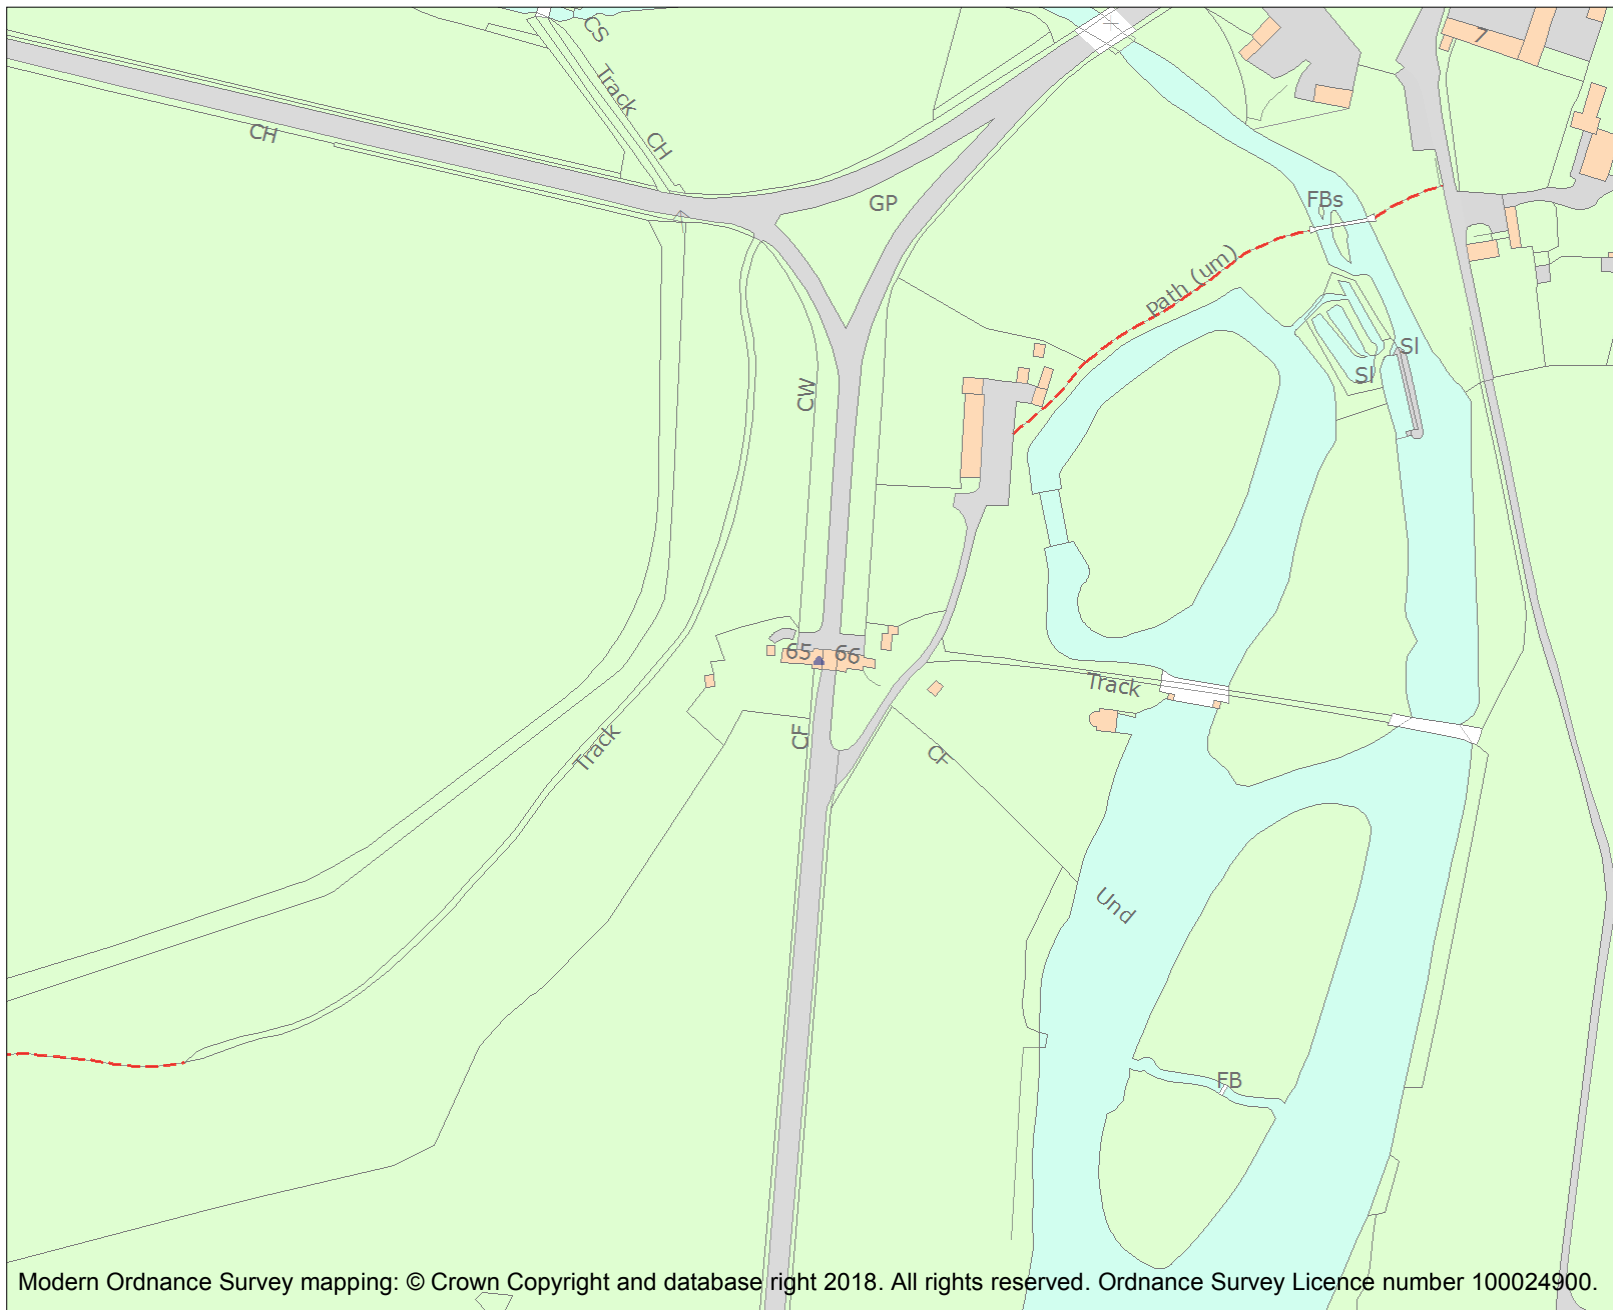 CS
7
Track
CH
CH
GP
FBs
Path (um)
Sl
Sl
CW
65
66
Track
CF
Track
CF
Und
FB
Modern Ordnance Survey mapping: © Crown Copyright and database right 2018. All rights reserved. Ordnance Survey Licence number 100024900.